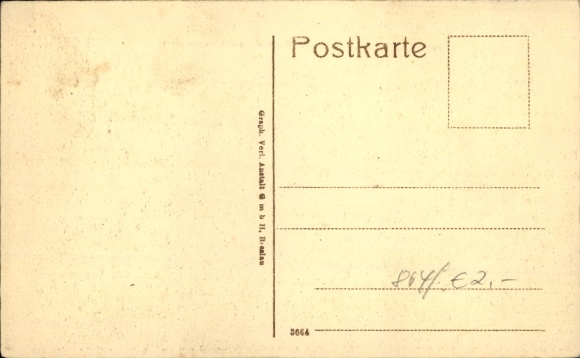 Postkarte
Graph. Verl. Anstalt G m b H, Breslau
864/ € 2,-
3664